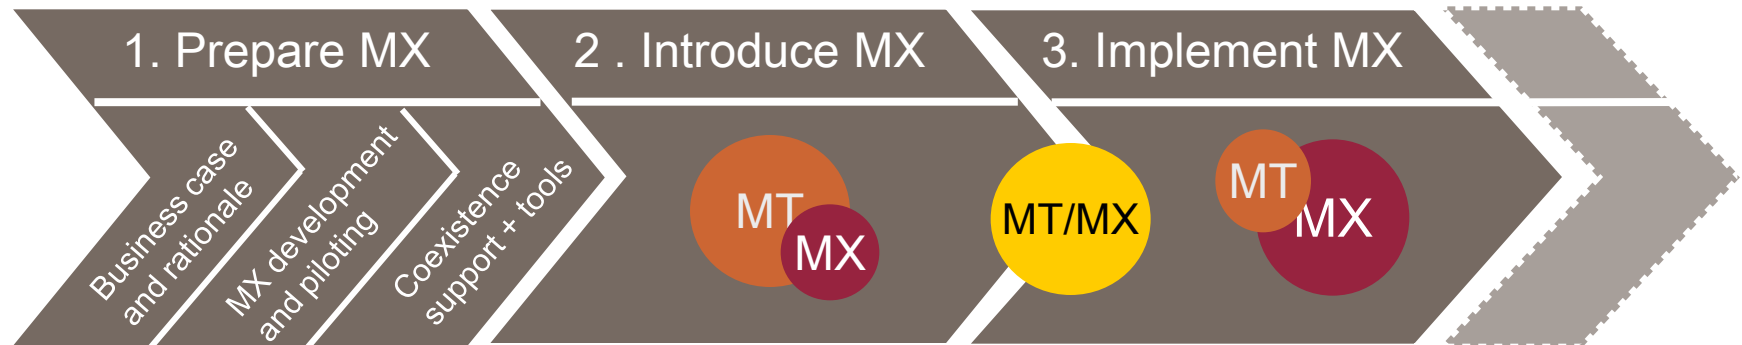 1. Prepare MX
Business case
and rationale
MX development
and piloting
Coexistence
support + tools
2 . Introduce MX
MT
MX
MT/MX
3. Implement MX
MT
MX